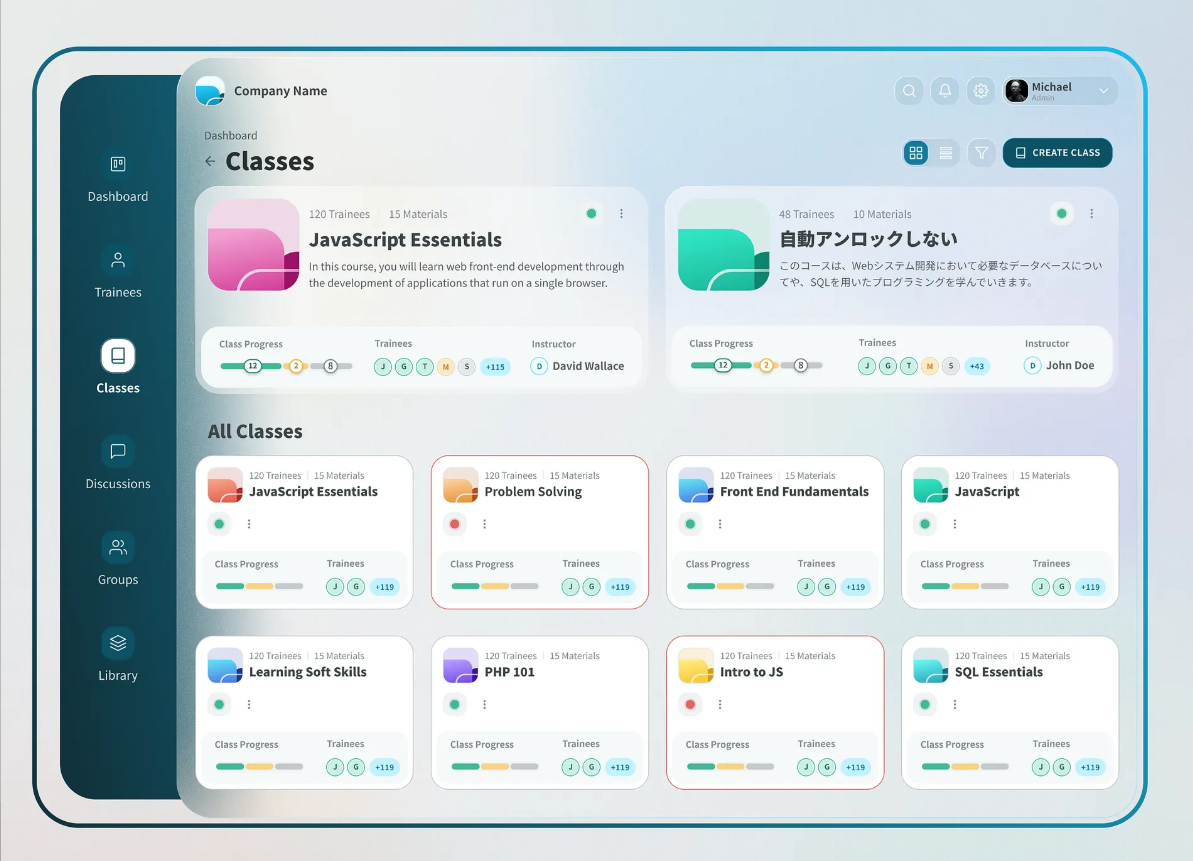 Company Name
Michael
Admin
Dashboard
Classes
CREATE CLASS
Dashboard
Trainees
Classes
Discussions
Groups
Library
120 Trainees 15 Materials
JavaScript Essentials
In this course, you will learn web front-end development through
the development of applications that run on a single browser.
Class Progress
12 2 8
Trainees
J G T M S +115
Instructor
D David Wallace
48 Trainees 10 Materials
自動アンロックしない
このコースは、Webシステム開発において必要なデータベースについ
てや、SQLを用いたプログラミングを学んでいきます。
Class Progress
12 2 8
Trainees
J G T M S +43
Instructor
D John Doe
All Classes
120 Trainees 15 Materials
JavaScript Essentials
Class Progress
Trainees
J G +119
120 Trainees 15 Materials
Problem Solving
Class Progress
Trainees
J G +119
120 Trainees 15 Materials
Front End Fundamentals
Class Progress
Trainees
J G +119
120 Trainees 15 Materials
JavaScript
Class Progress
Trainees
J G +119
120 Trainees 15 Materials
Learning Soft Skills
Class Progress
Trainees
J G +119
120 Trainees 15 Materials
PHP 101
Class Progress
Trainees
J G +119
120 Trainees 15 Materials
Intro to JS
Class Progress
Trainees
J G +119
120 Trainees 15 Materials
SQL Essentials
Class Progress
Trainees
J G +119